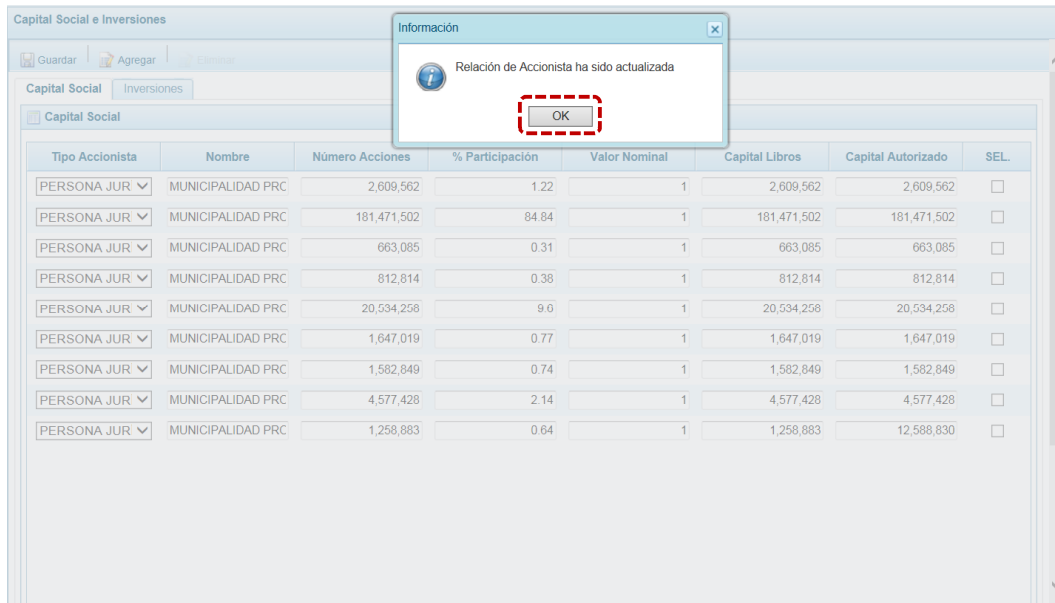 Capital Social e Inversiones
Información
Guardar Agregar Eliminar
Relación de Accionista ha sido actualizada
OK
Capital Social Inversiones
Capital Social
Tipo Accionista Nombre Número Acciones % Participación Valor Nominal Capital Libros Capital Autorizado SEL.
PERSONA JUR MUNICIPALIDAD PRC 2,609,562 1.22 1 2,609,562 2,609,562
PERSONA JUR MUNICIPALIDAD PRC 181,471,502 84.84 1 181,471,502 181,471,502
PERSONA JUR MUNICIPALIDAD PRC 663,085 0.31 1 663,085 663,085
PERSONA JUR MUNICIPALIDAD PRC 812,814 0.38 1 812,814 812,814
PERSONA JUR MUNICIPALIDAD PRC 20,534,258 9.6 1 20,534,258 20,534,258
PERSONA JUR MUNICIPALIDAD PRC 1,647,019 0.77 1 1,647,019 1,647,019
PERSONA JUR MUNICIPALIDAD PRC 1,582,849 0.74 1 1,582,849 1,582,849
PERSONA JUR MUNICIPALIDAD PRC 4,577,428 2.14 1 4,577,428 4,577,428
PERSONA JUR MUNICIPALIDAD PRC 1,258,883 0.64 1 1,258,883 12,588,830